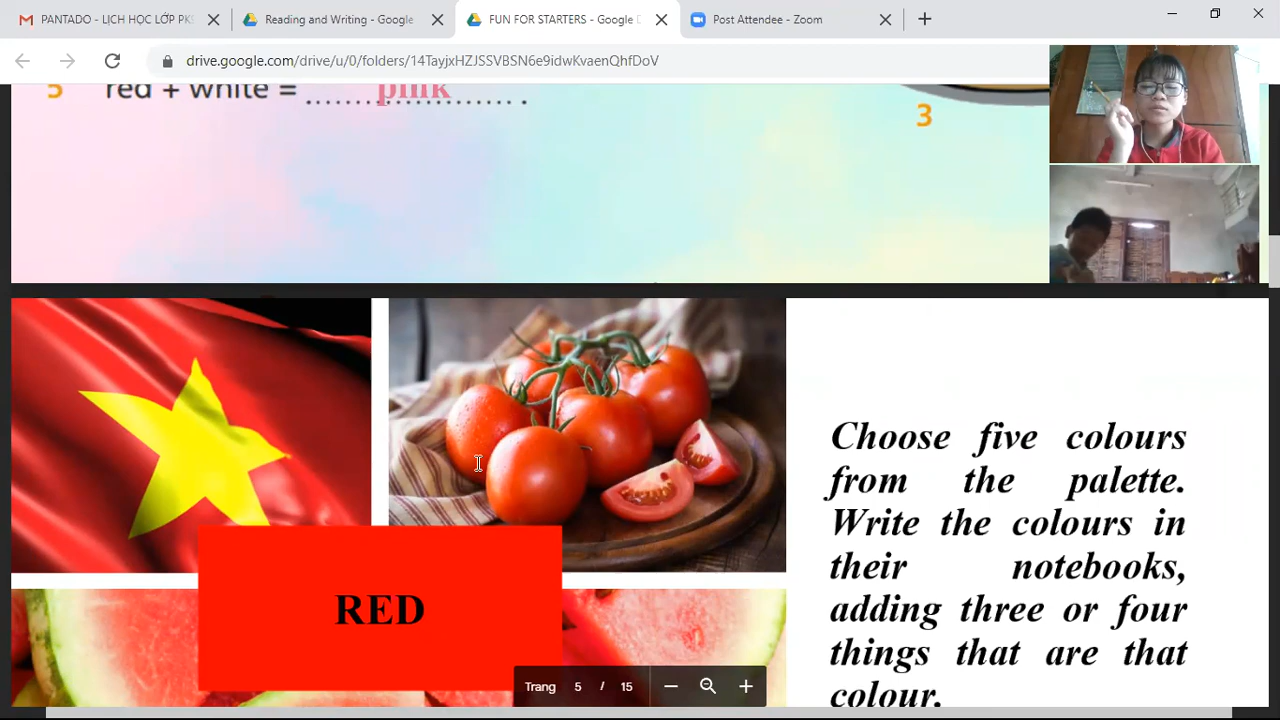 PANTADO - LỊCH HỌC LỚP PK
Reading and Writing - Google
FUN FOR STARTERS - Google D
Post Attendee - Zoom
drive.google.com/drive/u/0/folders/14TayjxHZJSSVBSN6e9idwKvaenQhfDoV
5 red + white = pink .
3
RED
Choose five colours
from the palette.
Write the colours in
their notebooks,
adding three or four
things that are that
colour.
Trang 5 / 15